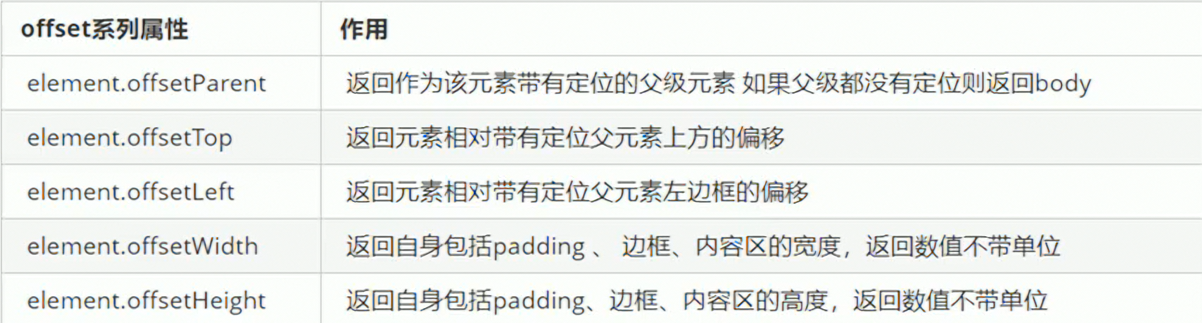 offset系列属性 作用
element.offsetParent 返回作为该元素带有定位的父级元素 如果父级都没有定位则返回body
element.offsetTop 返回元素相对带有定位父元素上方的偏移
element.offsetLeft 返回元素相对带有定位父元素左边框的偏移
element.offsetWidth 返回自身包括padding 、 边框、内容区的宽度，返回数值不带单位
element.offsetHeight 返回自身包括padding、边框、内容区的高度，返回数值不带单位